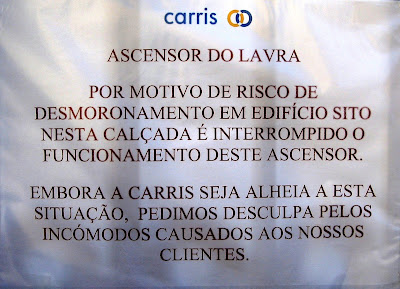 carris
ASCENSOR DO LAVRA
POR MOTIVO DE RISCO DE
DESMORONAMENTO EM EDIFÍCIO SITO
NESTA CALÇADA É INTERROMPIDO O
FUNCIONAMENTO DESTE ASCENSOR.
EMBORA A CARRIS SEJA ALHEIA A ESTA
SITUAÇÃO, PEDIMOS DESCULPA PELOS
INCÓMODOS CAUSADOS AOS NOSSOS
CLIENTES.